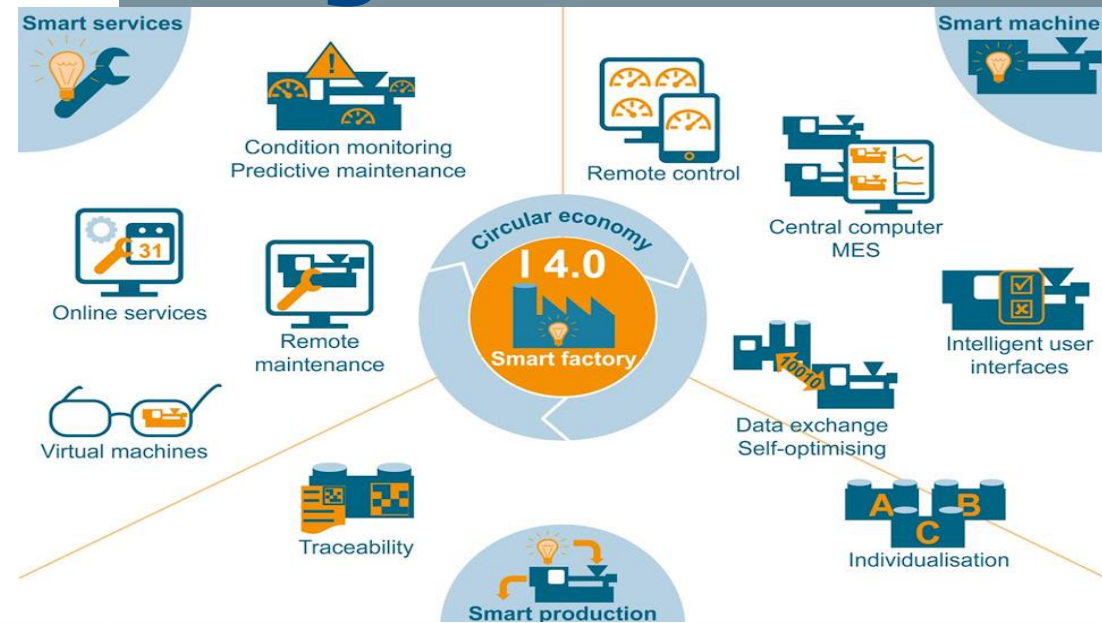 Smart services
Smart machine
Condition monitoring
Predictive maintenance
Remote control
Central computer
MES
Circular economy
I 4.0
Smart factory
31
Online services
Remote
maintenance
Intelligent user
interfaces
10010
Data exchange
Self-optimising
Virtual machines
Traceability
A B
C
Individualisation
Smart production